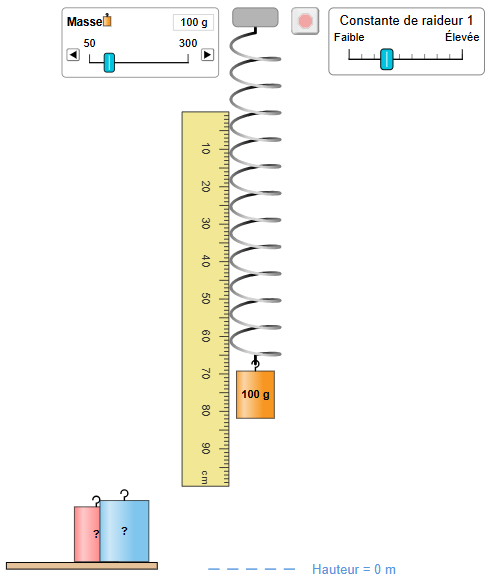 Masse
100 g
50
300
Constante de raideur 1
Faible
Élevée
10
20
30
40
50
60
70
80
90
cm
100 g
?
?
Hauteur = 0 m